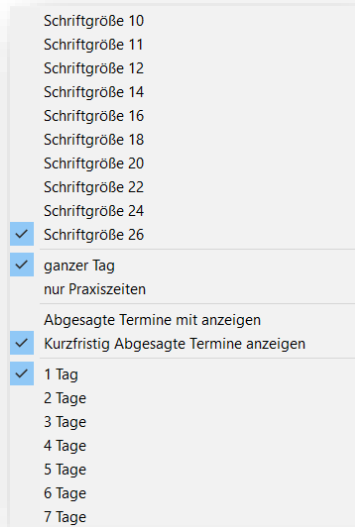 Schriftgröße 10
Schriftgröße 11
Schriftgröße 12
Schriftgröße 14
Schriftgröße 16
Schriftgröße 18
Schriftgröße 20
Schriftgröße 22
Schriftgröße 24
Schriftgröße 26
ganzer Tag
nur Praxiszeiten
Abgesagte Termine mit anzeigen
Kurzfristig Abgesagte Termine anzeigen
1 Tag
2 Tage
3 Tage
4 Tage
5 Tage
6 Tage
7 Tage